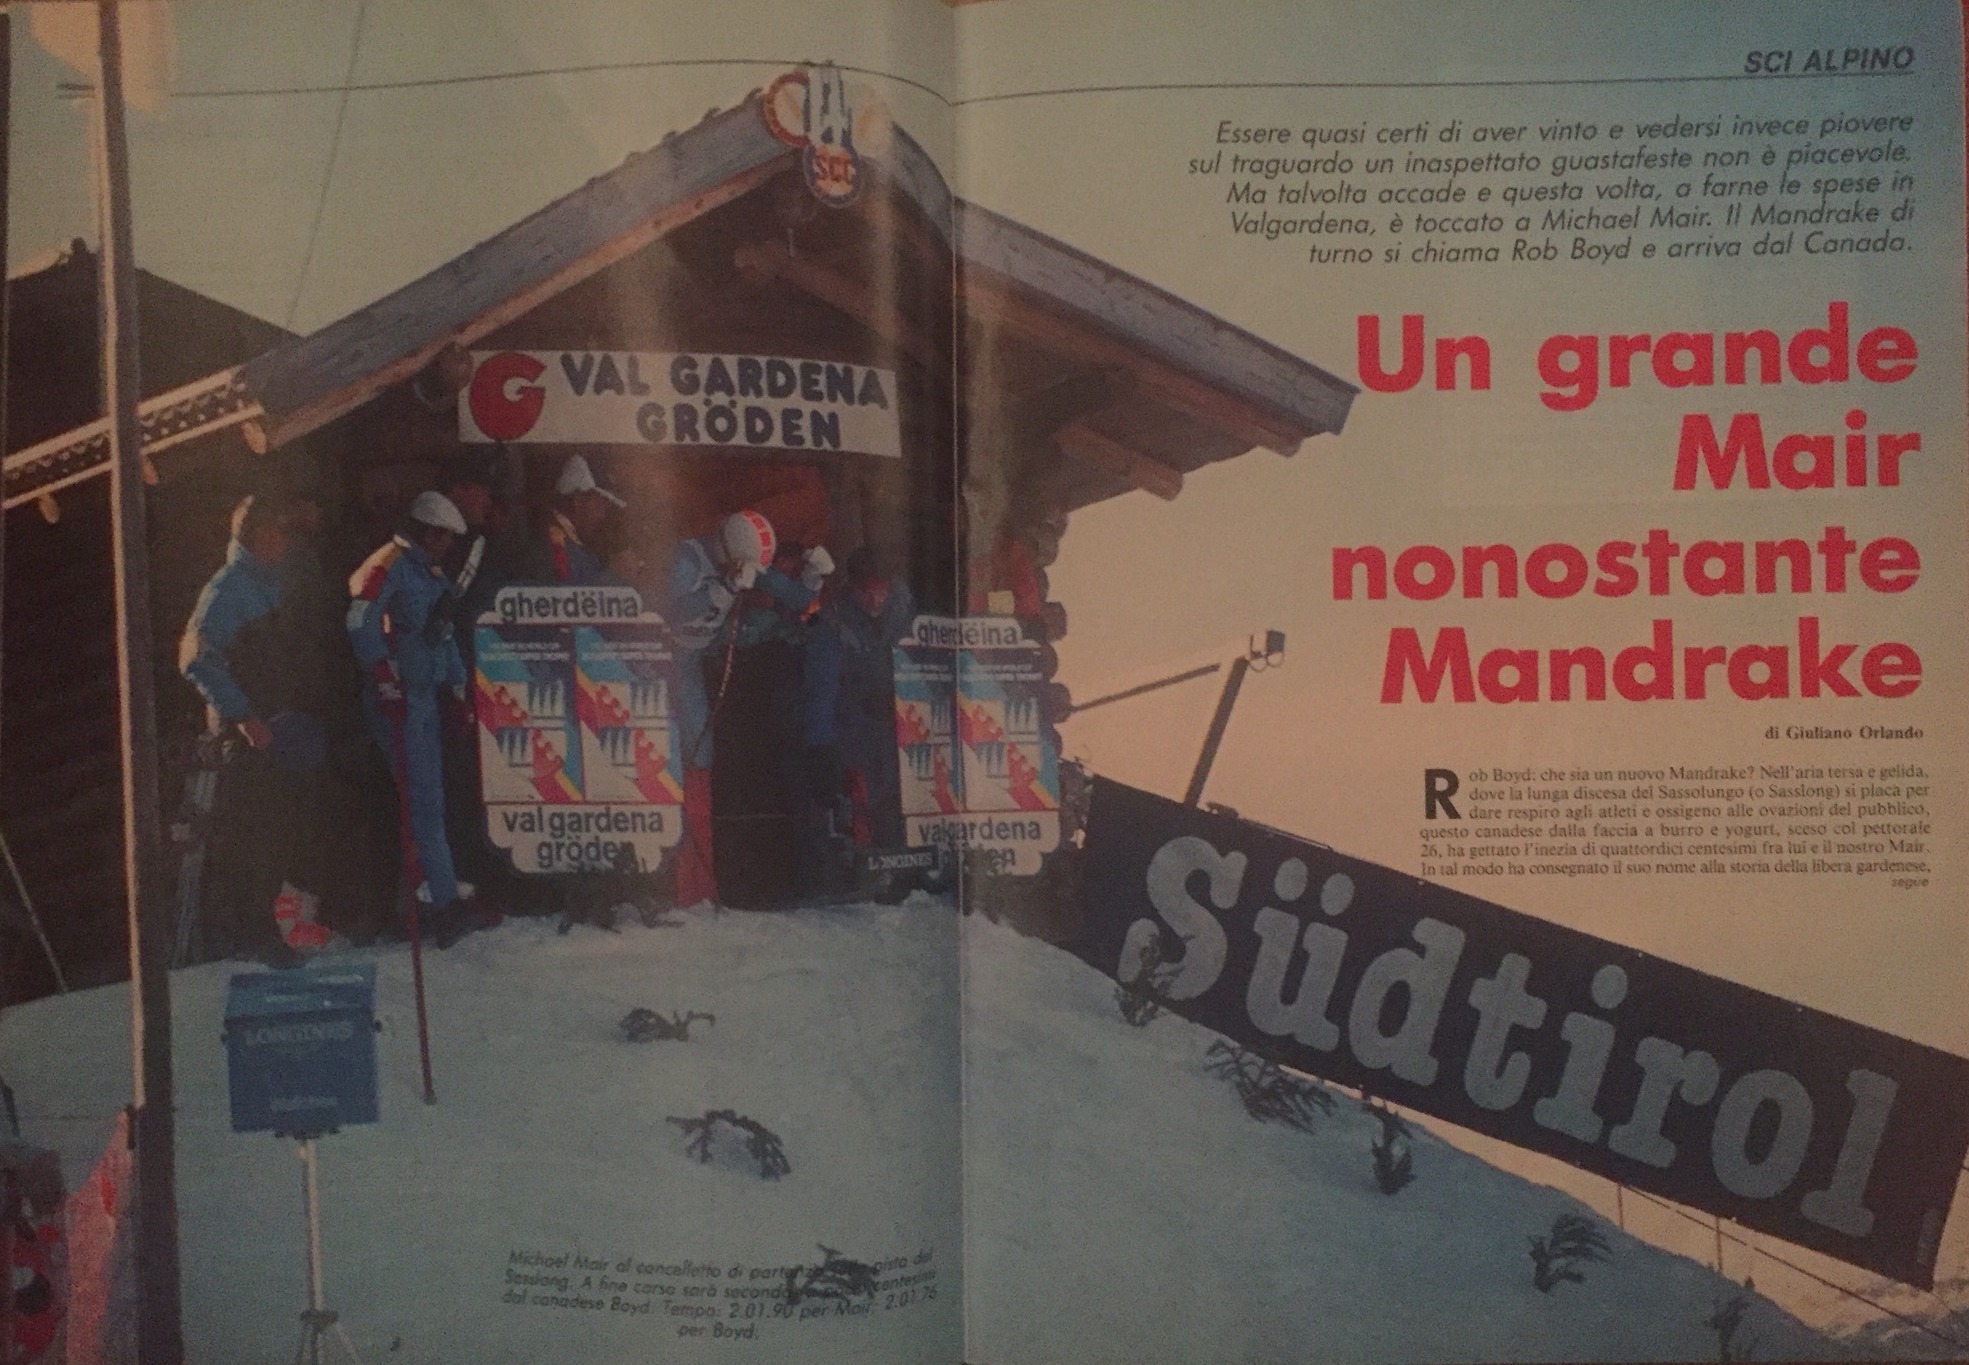 SCI ALPINO
Essere quasi certi di aver vinto e vedersi invece piovere
sul traguardo un inaspettato guastafeste non è piacevole.
Ma talvolta accade e questa volta, a farne le spese in
Valgardena, è toccato a Michael Mair. Il Mandrake di
turno si chiama Rob Boyd e arriva dal Canada.
Un grande
Mair
nonostante
Mandrake
di Giuliano Orlando
Rob Boyd: che sia un nuovo Mandrake? Nell'aria tersa e gelida,
dove la lunga discesa del Sassolungo (o Sasslong) si placa per
dare respiro agli atleti e ossigeno alle ovazioni del pubblico,
questo canadese dalla faccia a burro e yogurt, sceso col pettorale
26, ha gettato l'inezia di quattordici centesimi fra lui e il nostro Mair.
In tal modo ha consegnato il suo nome alla storia della libera gardenese,
segue
SCG
G VAL GARDENA
GRÖDEN
gherdëina
valgardena
gröden
gherdëina
valgardena
LONGINES
LONGINES
Südtirol
Michael Mair al cancelletto di partenza pista del
Sasslong. A fine corsa sarà secondo centesimi
dal canadese Boyd. Tempo: 2.01.90 per Mair; 2.01.76
per Boyd.